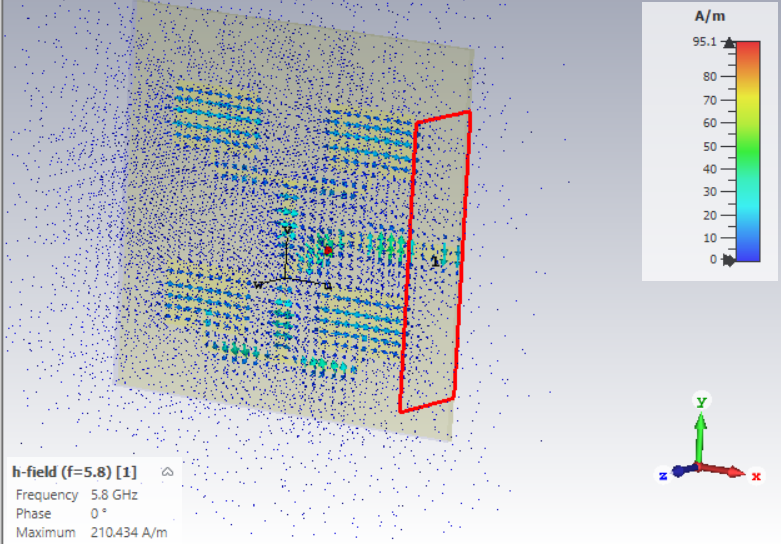 A/m
95.1
80
70
60
50
40
30
20
10
0
1
y
z
x
h-field (f=5.8) [1]
Frequency 5.8 GHz
Phase 0 °
Maximum 210.434 A/m